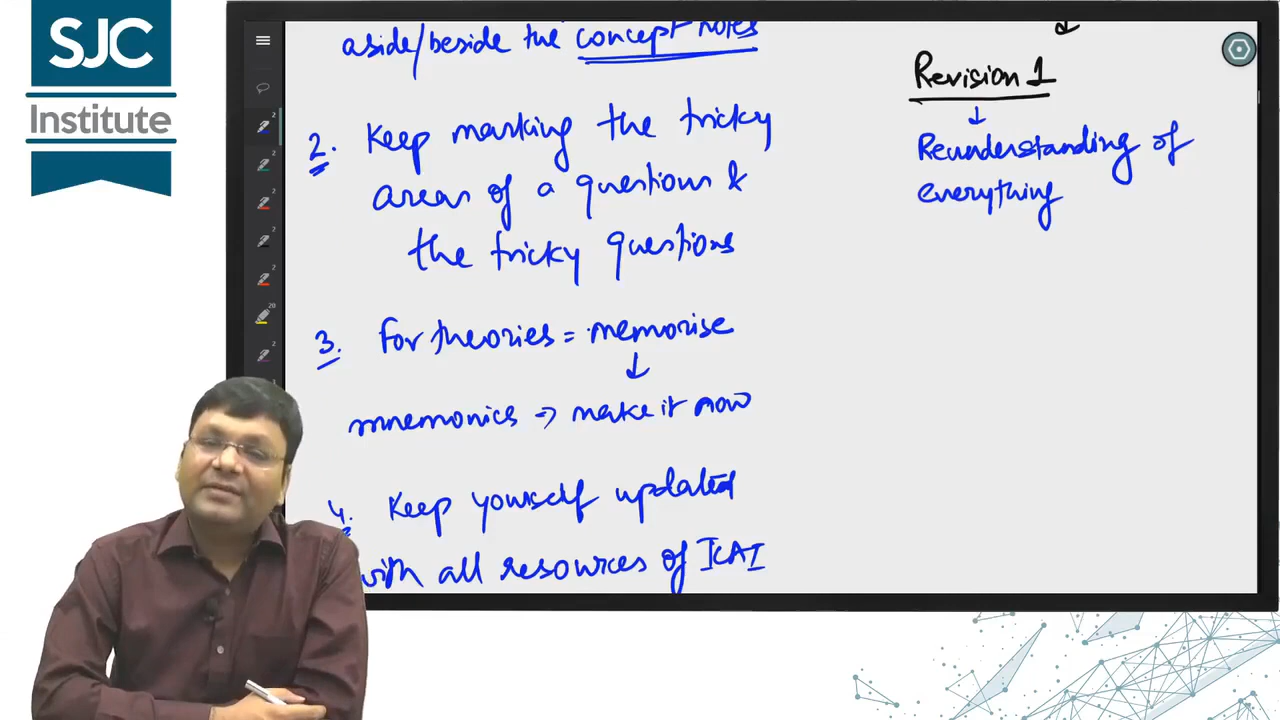 SJC
Institute
aside/beside the concept notes
2. Keep marking the tricky
areas of a questions &
the tricky questions
3. For theories = memorise
mnemonics → make it now
4. Keep yourself updated
with all resources of ICAI
Revision 1
Reunderstanding of
everything